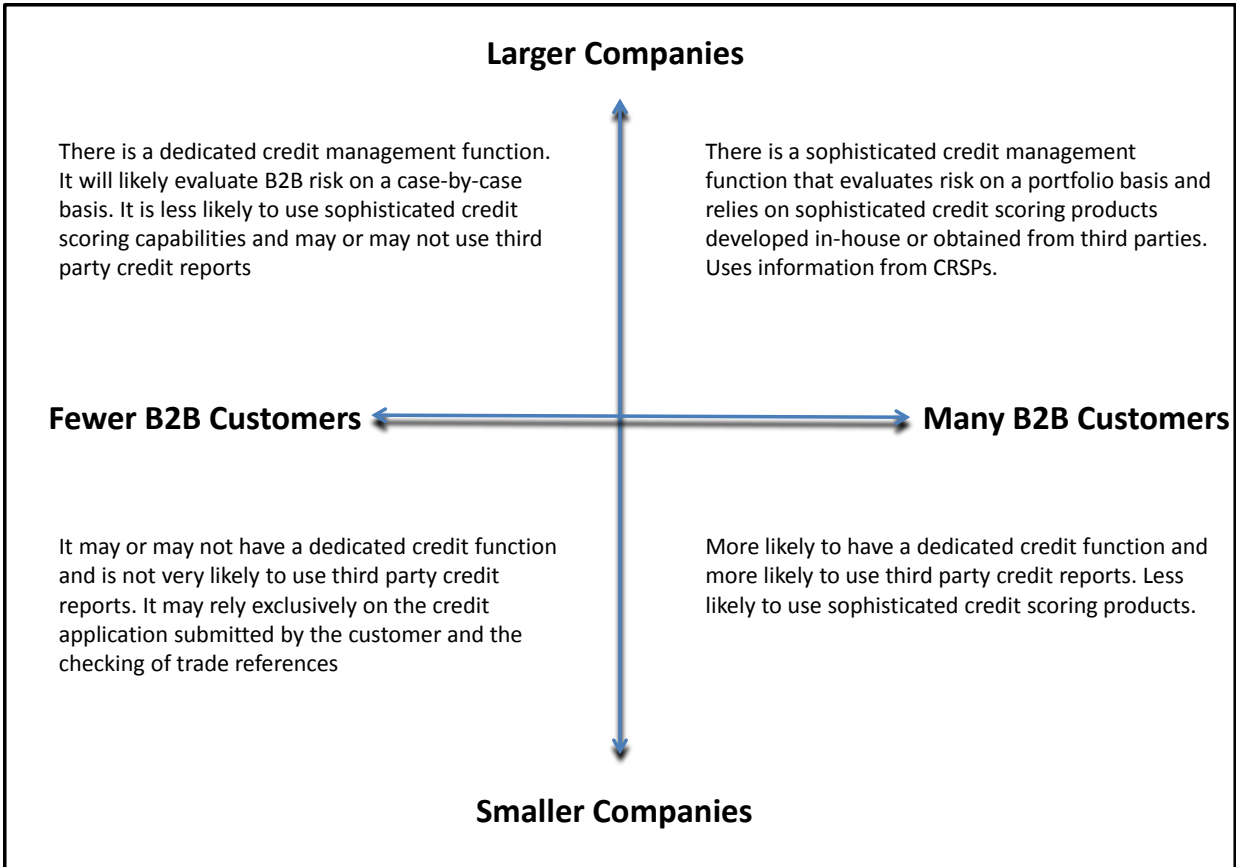 Larger Companies
There is a dedicated credit management function.
It will likely evaluate B2B risk on a case-by-case
basis. It is less likely to use sophisticated credit
scoring capabilities and may or may not use third
party credit reports
There is a sophisticated credit management
function that evaluates risk on a portfolio basis and
relies on sophisticated credit scoring products
developed in-house or obtained from third parties.
Uses information from CRSPs.
Fewer B2B Customers
Many B2B Customers
It may or may not have a dedicated credit function
and is not very likely to use third party credit
reports. It may rely exclusively on the credit
application submitted by the customer and the
checking of trade references
More likely to have a dedicated credit function and
more likely to use third party credit reports. Less
likely to use sophisticated credit scoring products.
Smaller Companies